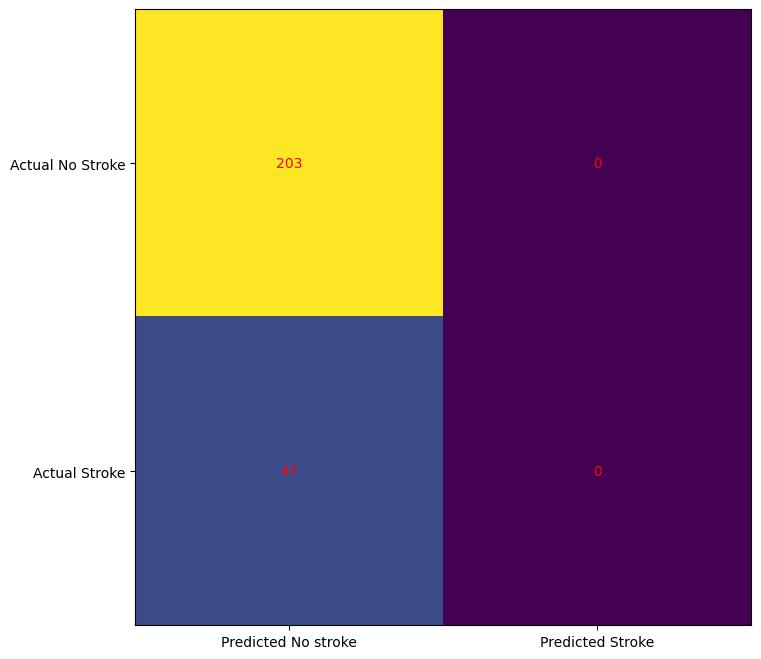 Actual No Stroke
203 0
Actual Stroke
47 0
Predicted No stroke Predicted Stroke